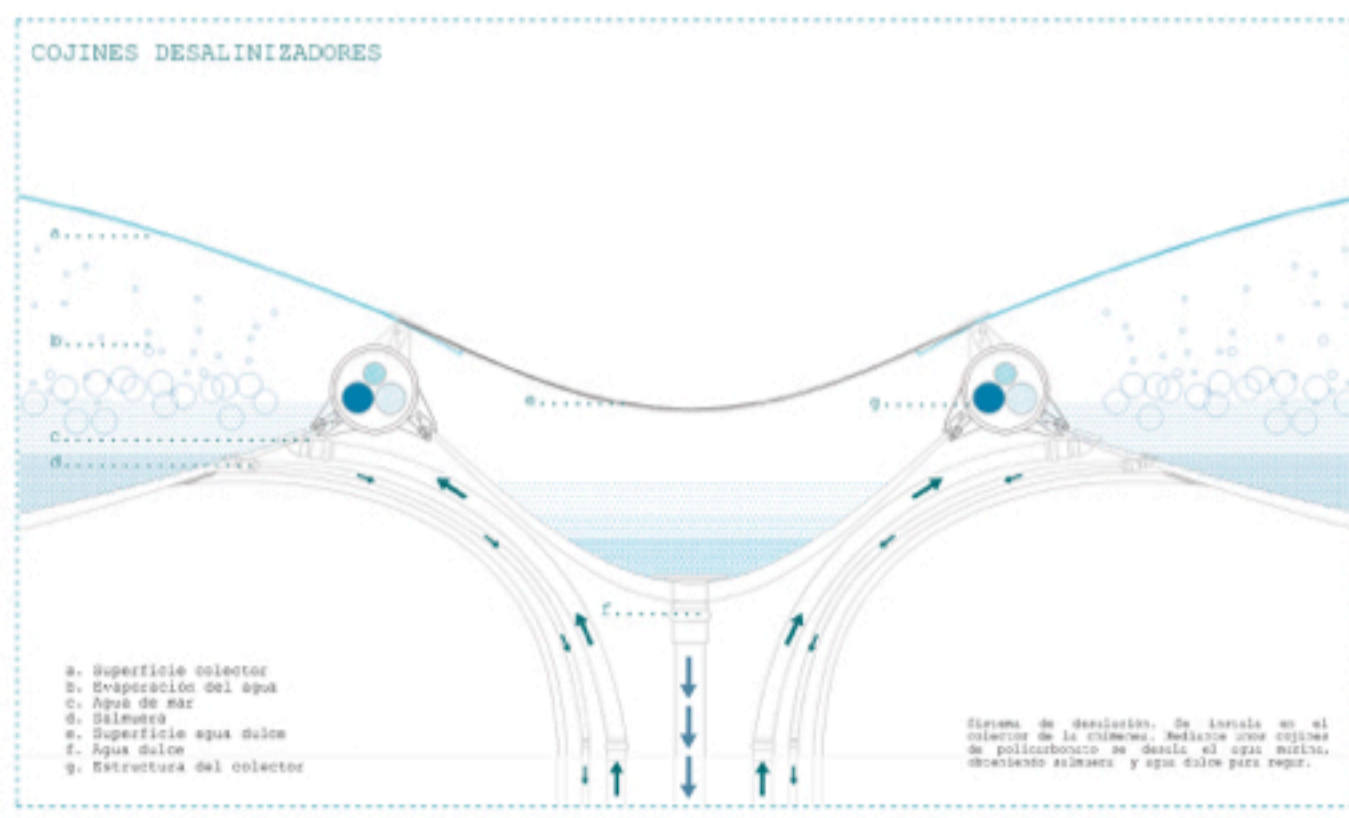 COJINES DESALINIZADORES
a
b
c
d
e
g
f
a. Superficie colector
b. Evaporación del agua
c. Agua de mar
d. Salmuera
e. Superficie agua dulce
f. Agua dulce
g. Estructura del colector
Sistema de desalación. Se instala en el
colector de la chimenea. Mediante unos cojines
de policarbonato se desala el agua marina,
obteniendo salmuera y agua dulce para regar.